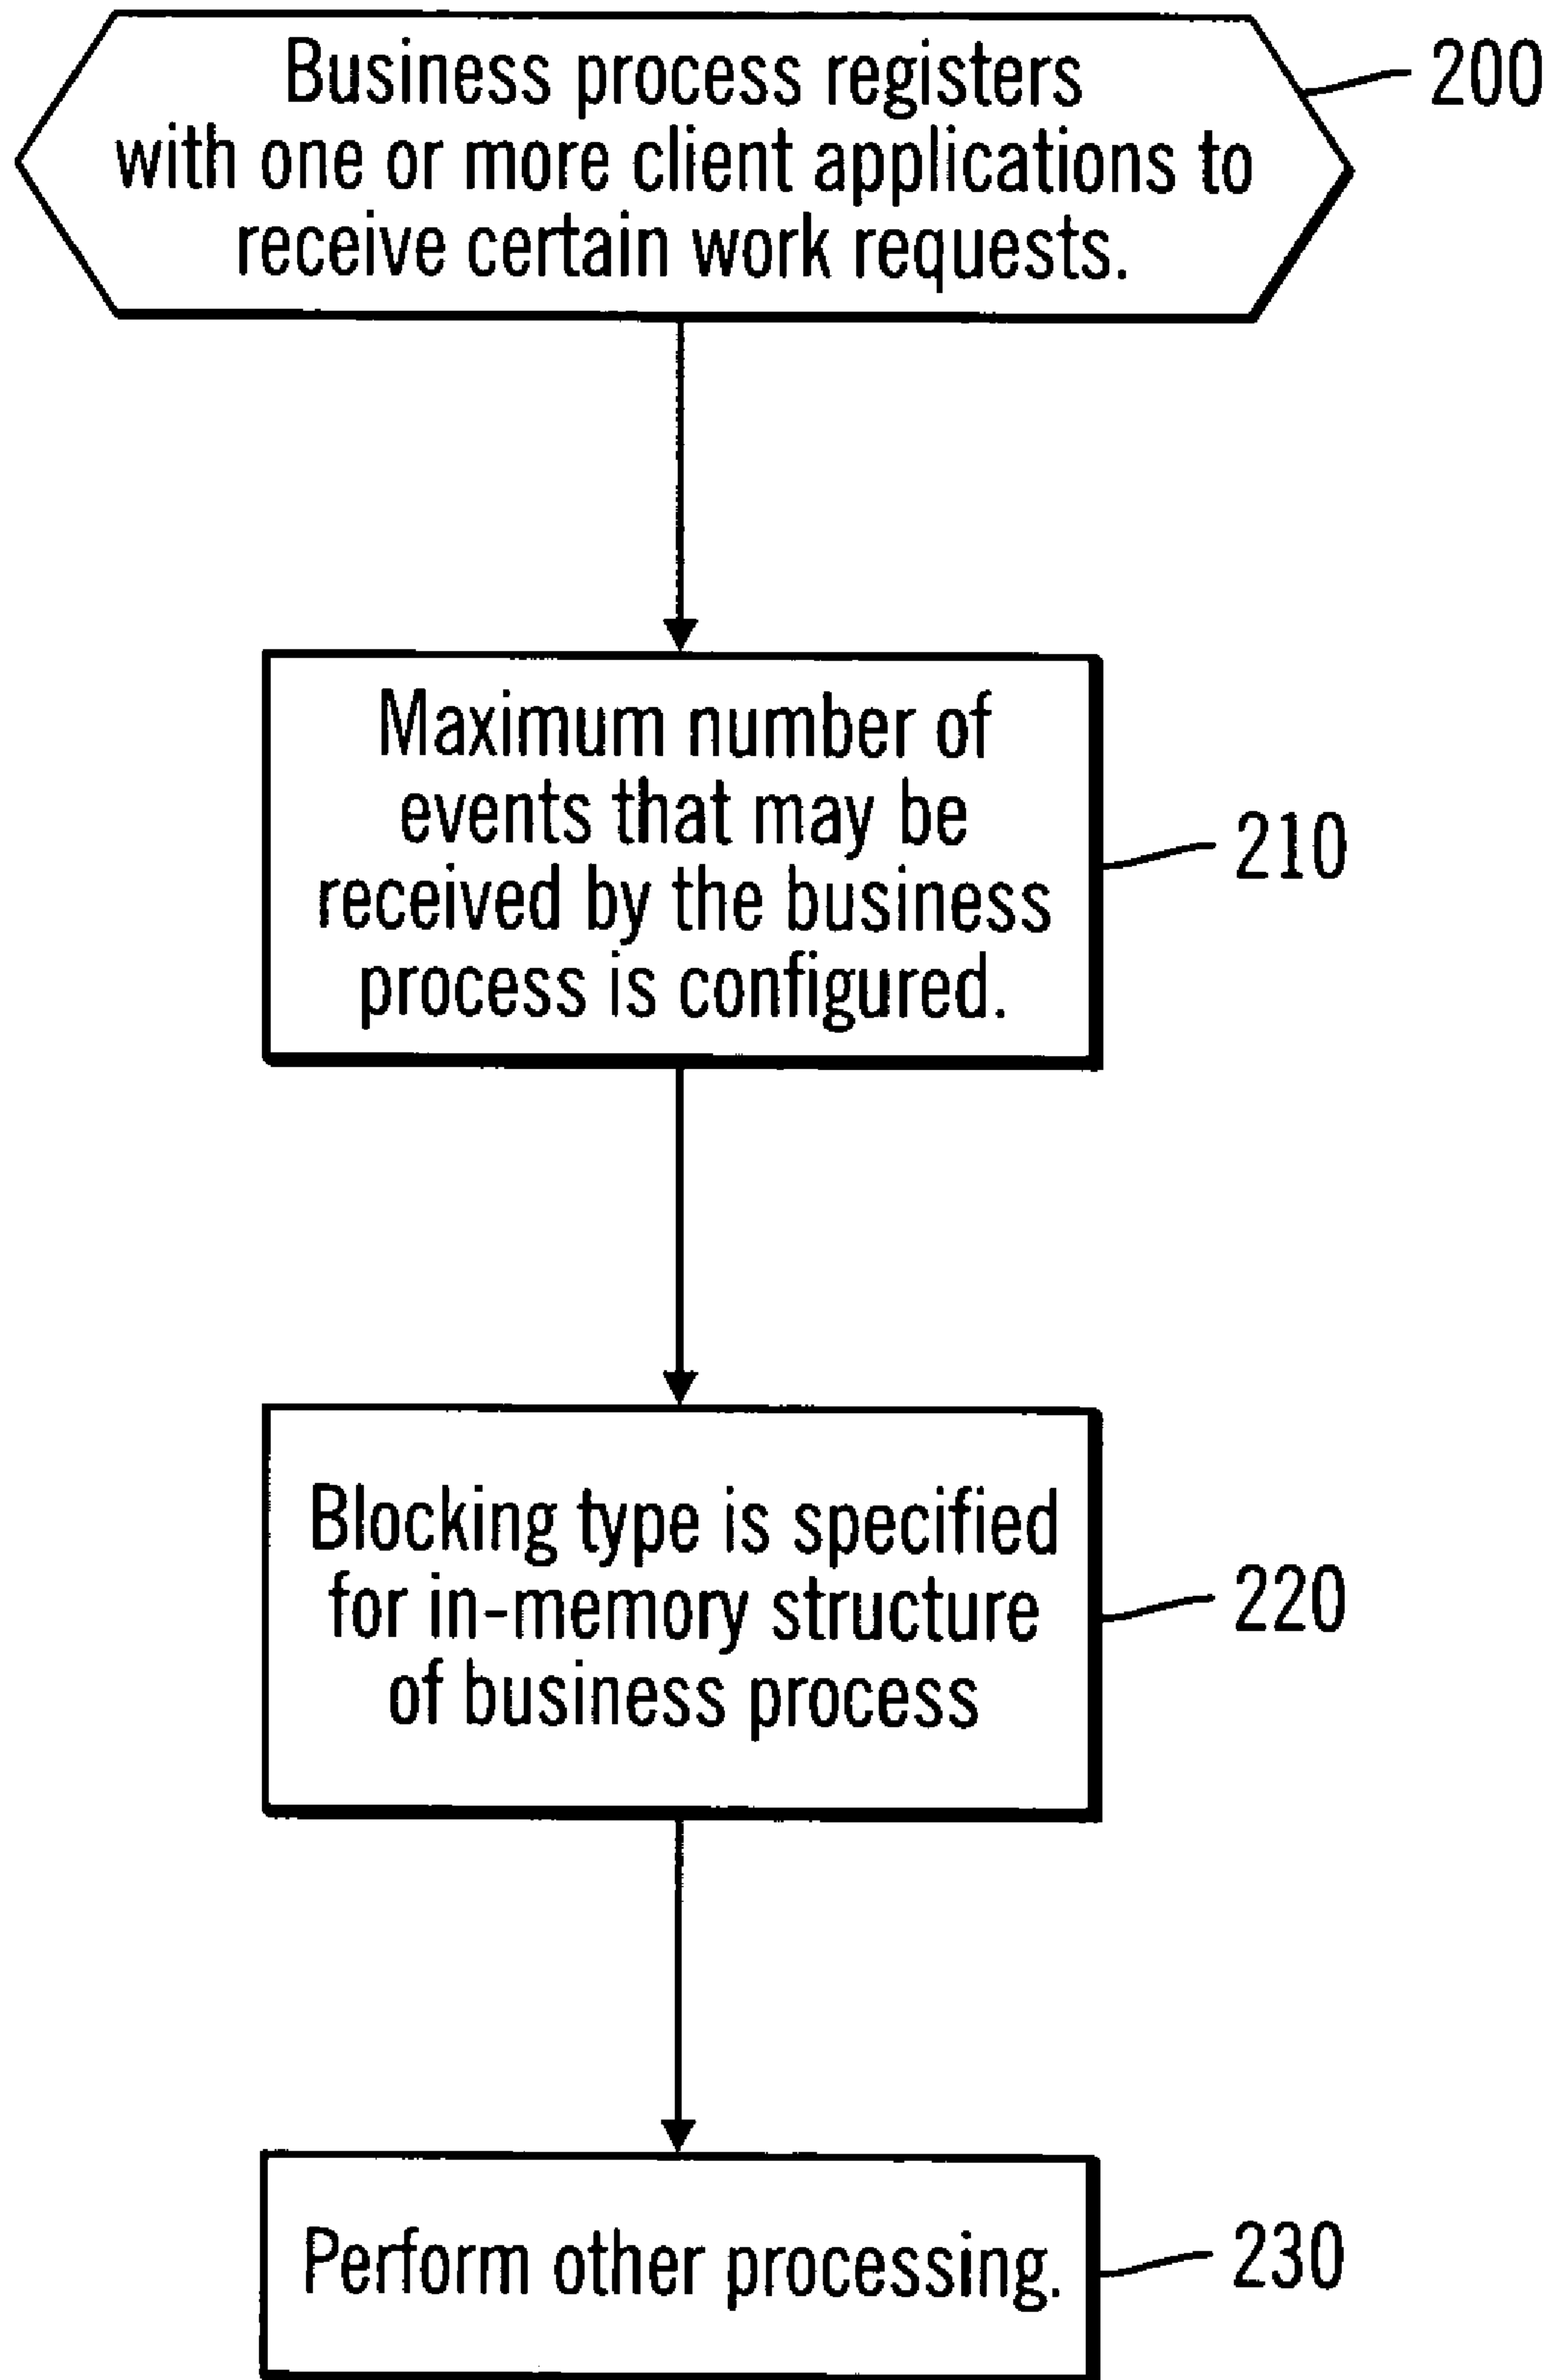 Business process registers
with one or more client applications to
receive certain work requests.
200
Maximum number of
events that may be
received by the business
process is configured.
210
Blocking type is specified
for in-memory structure
of business process
220
Perform other processing.
230